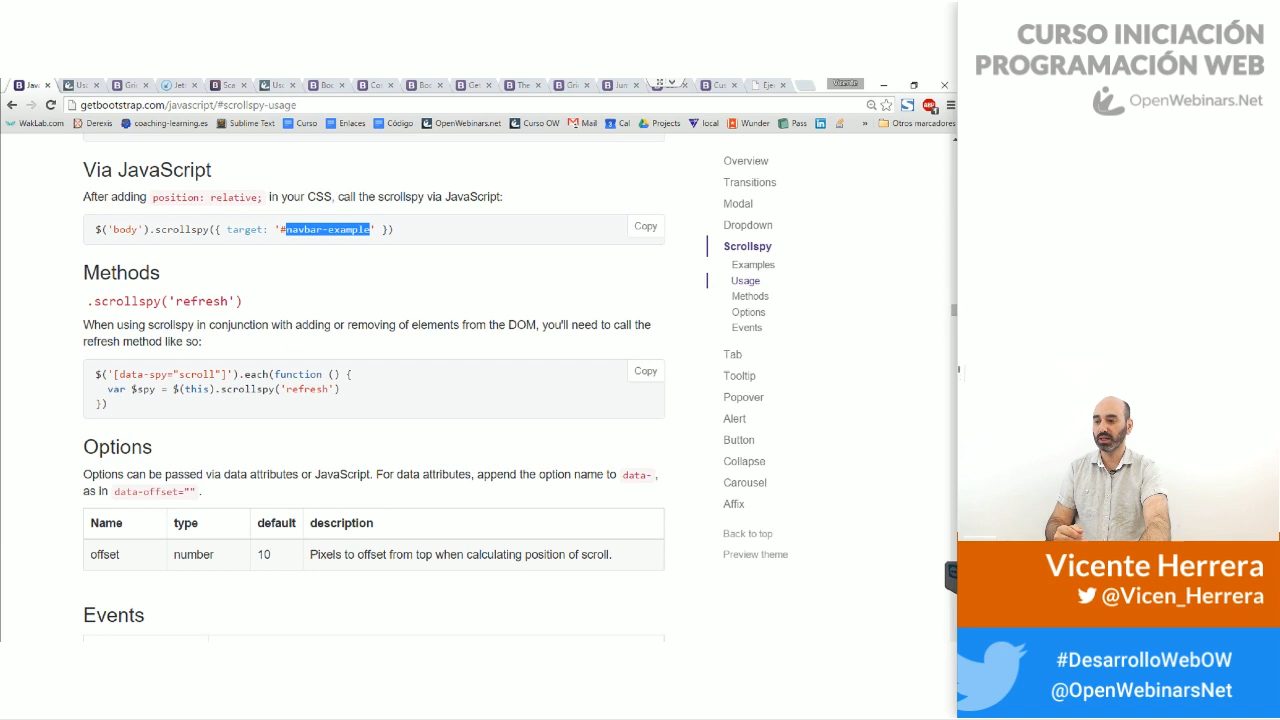 CURSO INICIACIÓN
PROGRAMACIÓN WEB
OpenWebinars.Net
Vicente
getbootstrap.com/javascript/#scrollspy-usage
WakLab.com Derexis coaching-learning.es Sublime Text Curso Enlaces Código OpenWebinars.net Curso OW Mail Cal Projects local Wunder Pass » Otros marcadores
Via JavaScript
After adding position: relative; in your CSS, call the scrollspy via JavaScript:
$('body').scrollspy({ target: '#navbar-example' })
Copy
Methods
.scrollspy('refresh')
When using scrollspy in conjunction with adding or removing of elements from the DOM, you'll need to call the
refresh method like so:
$('[data-spy="scroll"]').each(function () {
var $spy = $(this).scrollspy('refresh')
})
Copy
Options
Options can be passed via data attributes or JavaScript. For data attributes, append the option name to data-,
as in data-offset="".
Name type default description
offset number 10 Pixels to offset from top when calculating position of scroll.
Events
Overview
Transitions
Modal
Dropdown
Scrollspy
Examples
Usage
Methods
Options
Events
Tab
Tooltip
Popover
Alert
Button
Collapse
Carousel
Affix
Back to top
Preview theme
Vicente Herrera
@Vicen_Herrera
#DesarrolloWebOW
@OpenWebinarsNet